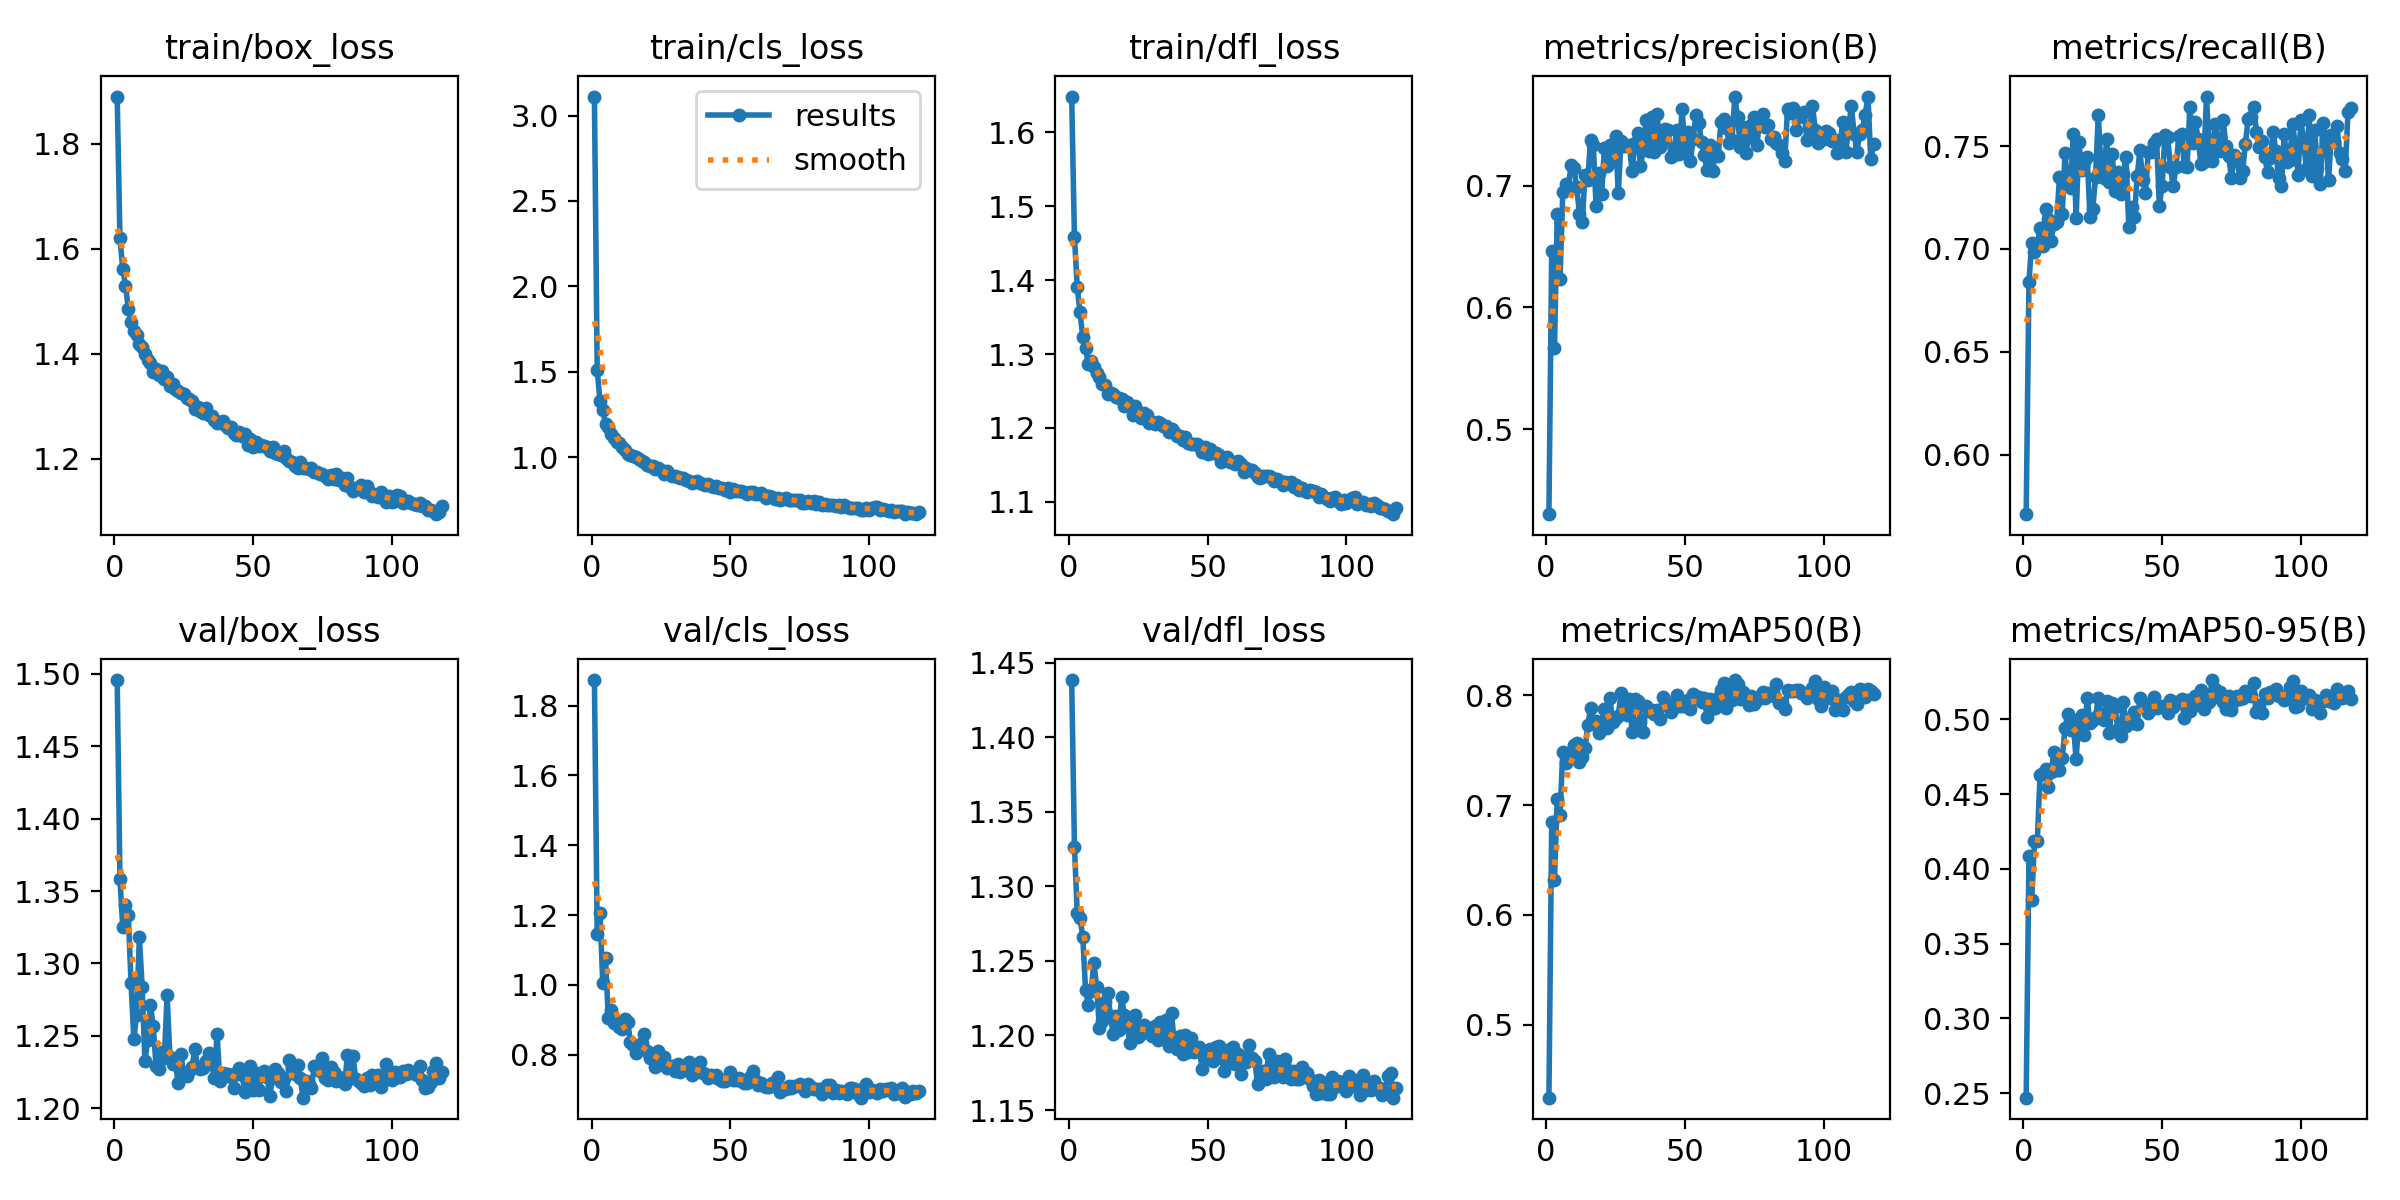 train/box_loss
1.8
1.6
1.4
1.2
0 50 100
train/cls_loss
results
smooth
3.0
2.5
2.0
1.5
1.0
0 50 100
train/dfl_loss
1.6
1.5
1.4
1.3
1.2
1.1
0 50 100
metrics/precision(B)
0.7
0.6
0.5
0 50 100
metrics/recall(B)
0.75
0.70
0.65
0.60
0 50 100
val/box_loss
1.50
1.45
1.40
1.35
1.30
1.25
1.20
0 50 100
val/cls_loss
1.8
1.6
1.4
1.2
1.0
0.8
0 50 100
val/dfl_loss
1.45
1.40
1.35
1.30
1.25
1.20
1.15
0 50 100
metrics/mAP50(B)
0.8
0.7
0.6
0.5
0 50 100
metrics/mAP50-95(B)
0.50
0.45
0.40
0.35
0.30
0.25
0 50 100